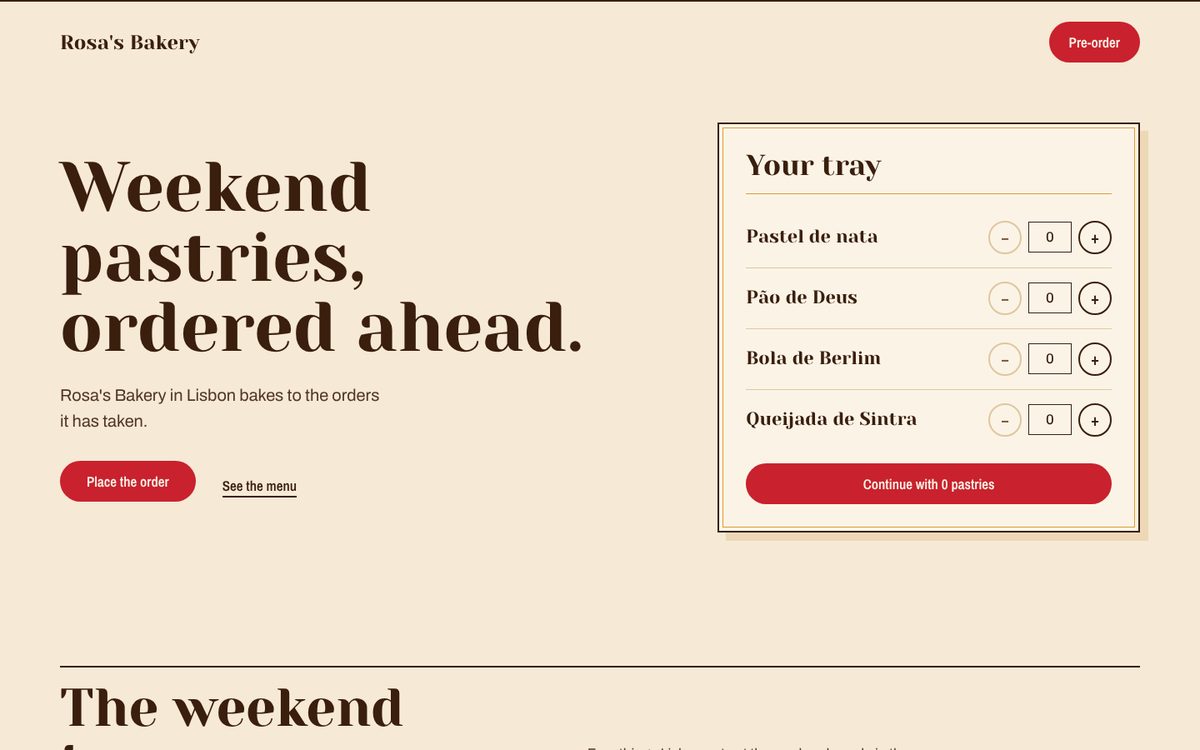 Rosa's Bakery
Pre-order
Weekend
pastries,
ordered ahead.
Rosa's Bakery in Lisbon bakes to the orders
it has taken.
Place the order
See the menu
Your tray
Pastel de nata
– 0 +
Pão de Deus
– 0 +
Bola de Berlim
– 0 +
Queijada de Sintra
– 0 +
Continue with 0 pastries
The weekend